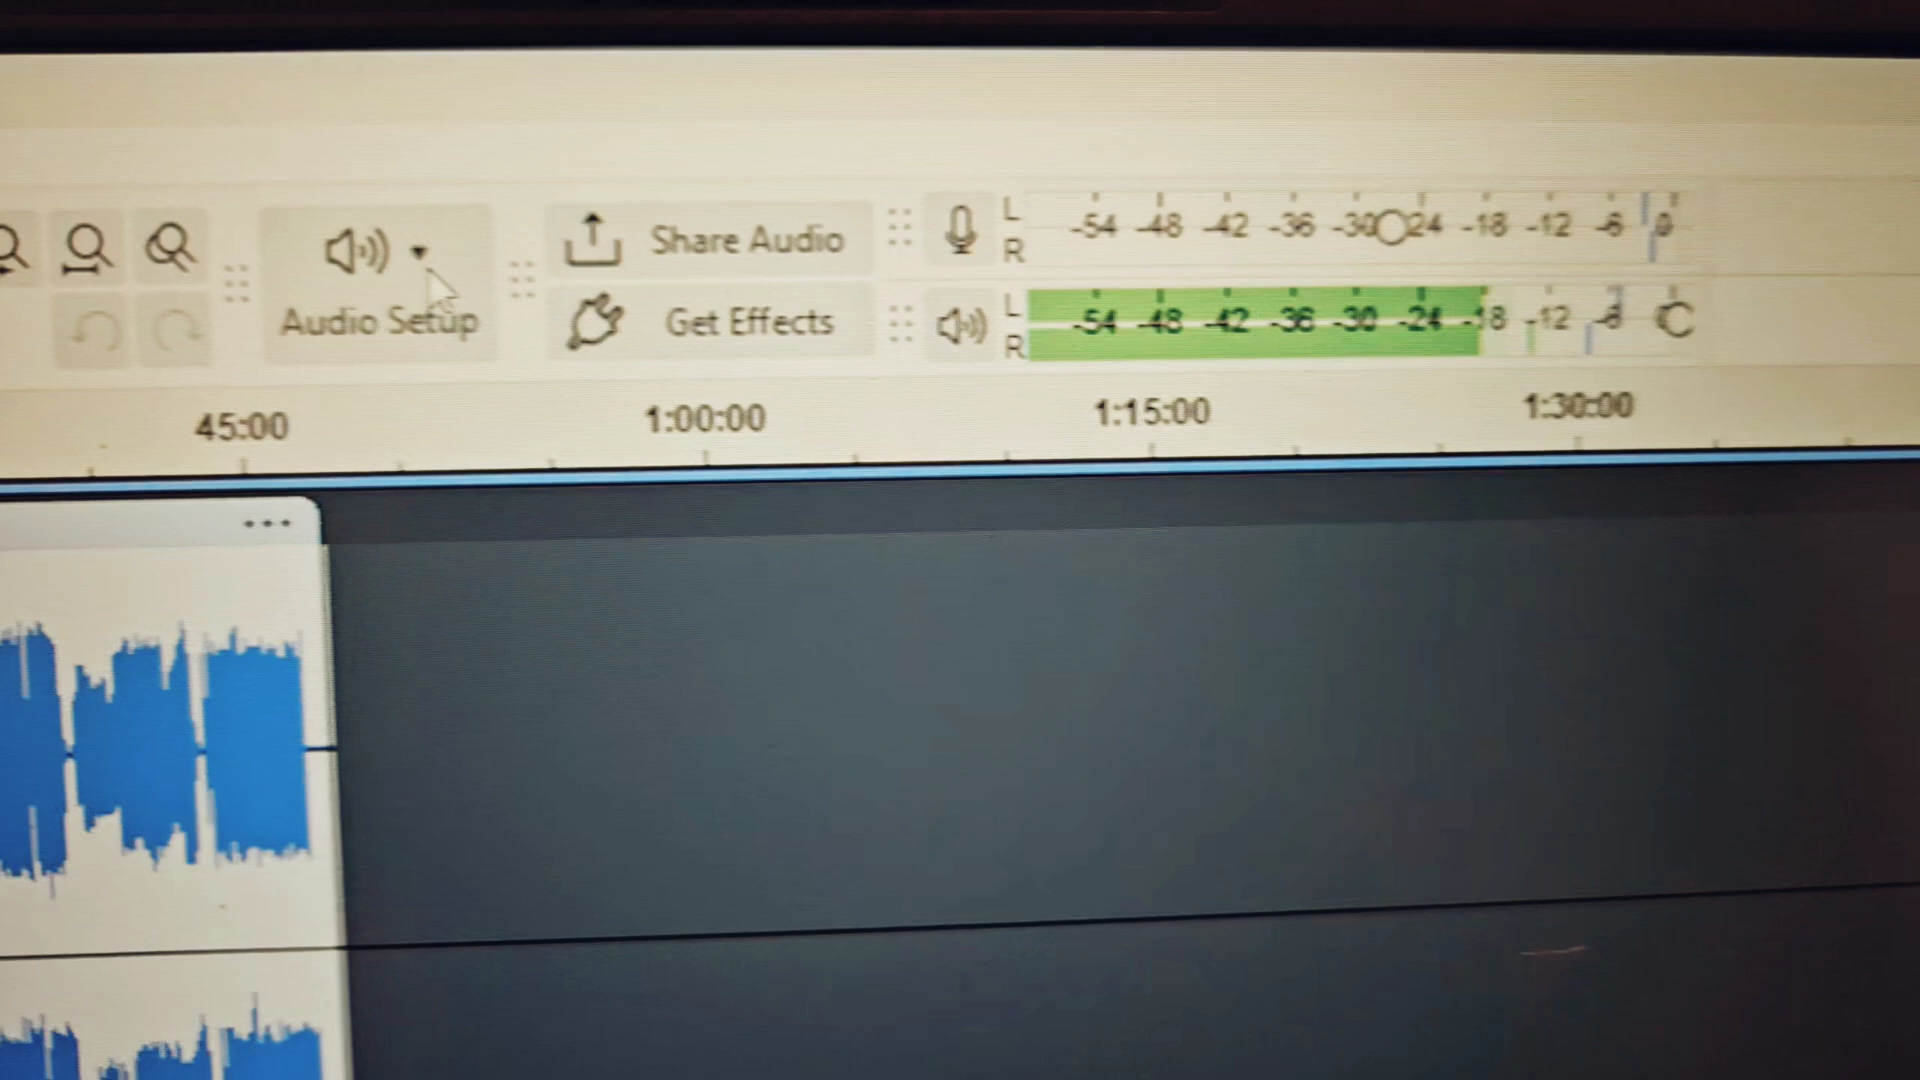 L
R
-54 -48 -42 -36 -30 24 -18 -12 -6 0
Share Audio
Audio Setup
Get Effects
L
R
-54 -48 -42 -36 -30 -24 -18 -12
45:00 1:00:00 1:15:00 1:30:00